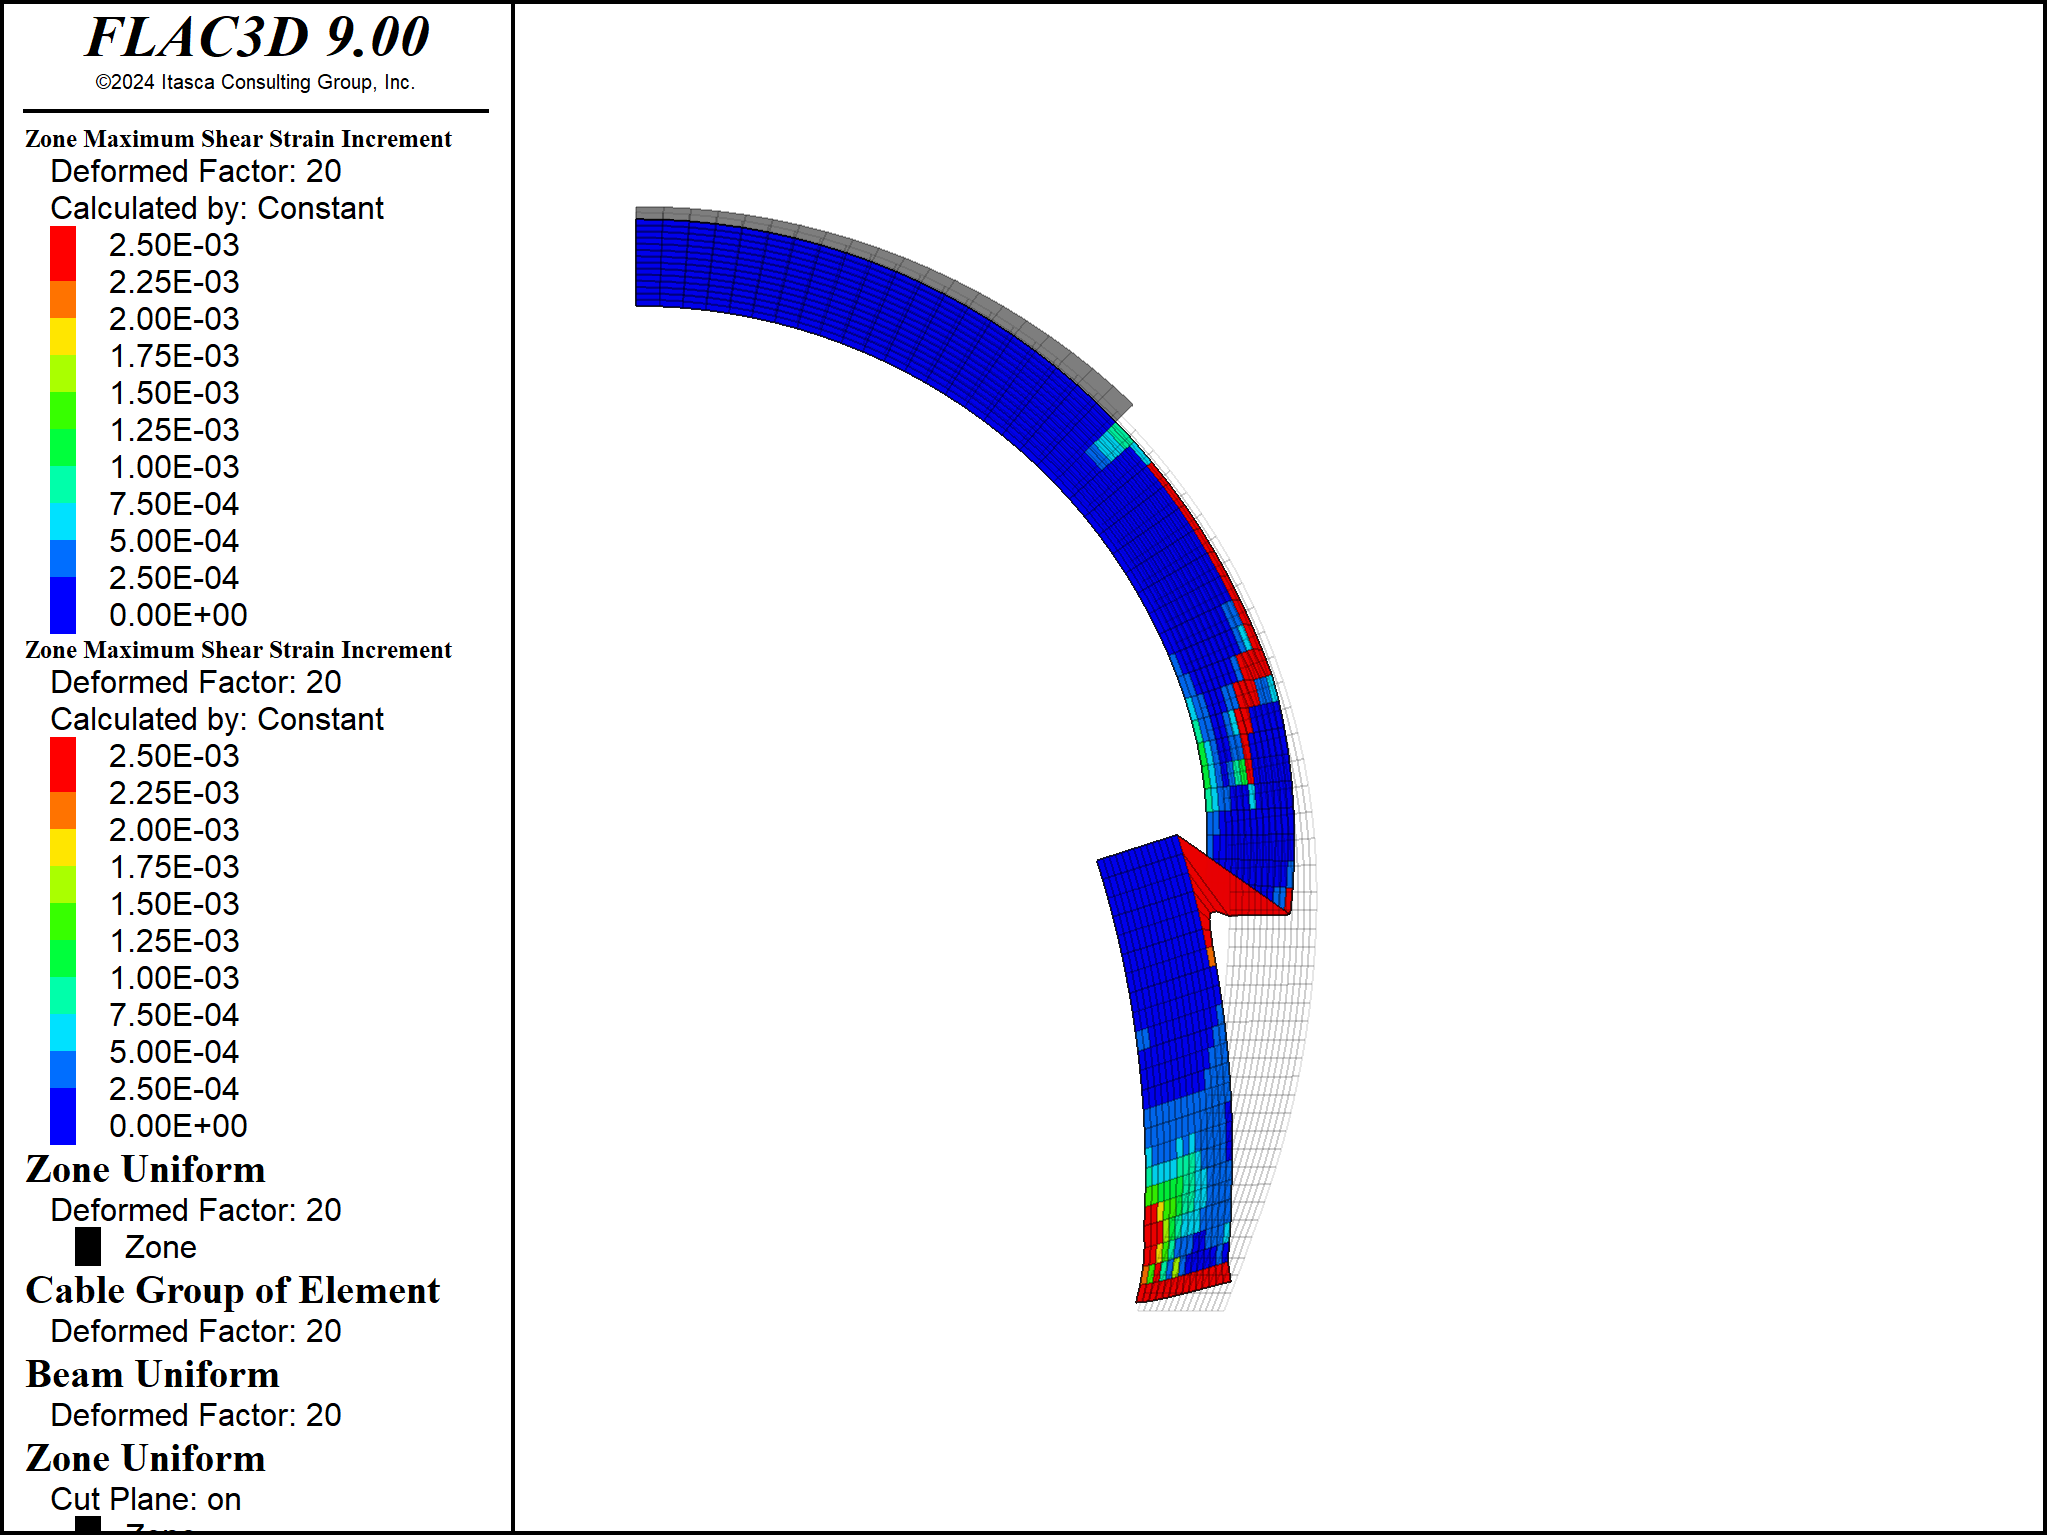 FLAC3D 9.00
©2024 Itasca Consulting Group, Inc.
Zone Maximum Shear Strain Increment
Deformed Factor: 20
Calculated by: Constant
2.50E-03
2.25E-03
2.00E-03
1.75E-03
1.50E-03
1.25E-03
1.00E-03
7.50E-04
5.00E-04
2.50E-04
0.00E+00
Zone Maximum Shear Strain Increment
Deformed Factor: 20
Calculated by: Constant
2.50E-03
2.25E-03
2.00E-03
1.75E-03
1.50E-03
1.25E-03
1.00E-03
7.50E-04
5.00E-04
2.50E-04
0.00E+00
Zone Uniform
Deformed Factor: 20
Zone
Cable Group of Element
Deformed Factor: 20
Beam Uniform
Deformed Factor: 20
Zone Uniform
Cut Plane: on